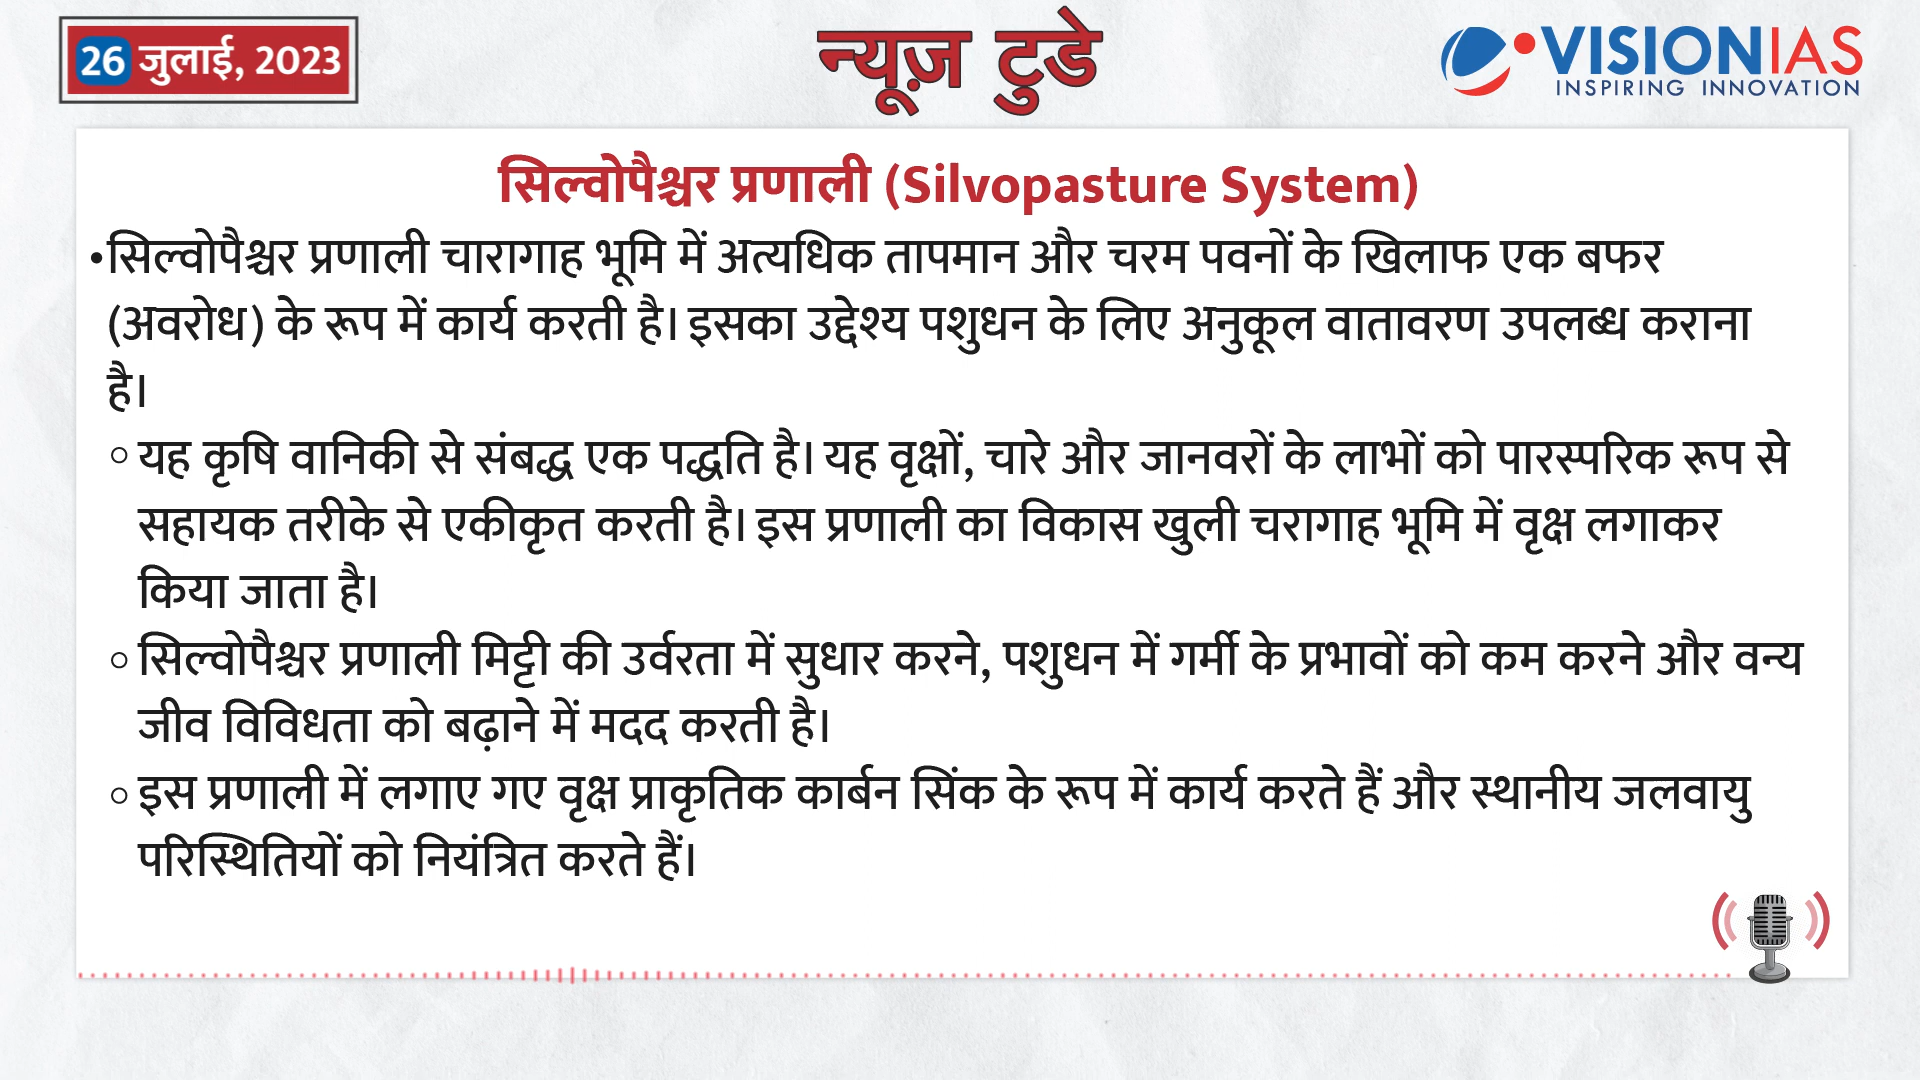 26 जुलाई, 2023
न्यूज़ टुडे
VISIONIAS
INSPIRING INNOVATION
सिल्वोपैश्चर प्रणाली (Silvopasture System)
•सिल्वोपैश्चर प्रणाली चारागाह भूमि में अत्यधिक तापमान और चरम पवनों के खिलाफ एक बफर
(अवरोध) के रूप में कार्य करती है। इसका उद्देश्य पशुधन के लिए अनुकूल वातावरण उपलब्ध कराना
है।
○ यह कृषि वानिकी से संबद्ध एक पद्धति है। यह वृक्षों, चारे और जानवरों के लाभों को पारस्परिक रूप से
सहायक तरीके से एकीकृत करती है। इस प्रणाली का विकास खुली चरागाह भूमि में वृक्ष लगाकर
किया जाता है।
○ सिल्वोपैश्चर प्रणाली मिट्टी की उर्वरता में सुधार करने, पशुधन में गर्मी के प्रभावों को कम करने और वन्य
जीव विविधता को बढ़ाने में मदद करती है।
○ इस प्रणाली में लगाए गए वृक्ष प्राकृतिक कार्बन सिंक के रूप में कार्य करते हैं और स्थानीय जलवायु
परिस्थितियों को नियंत्रित करते हैं।